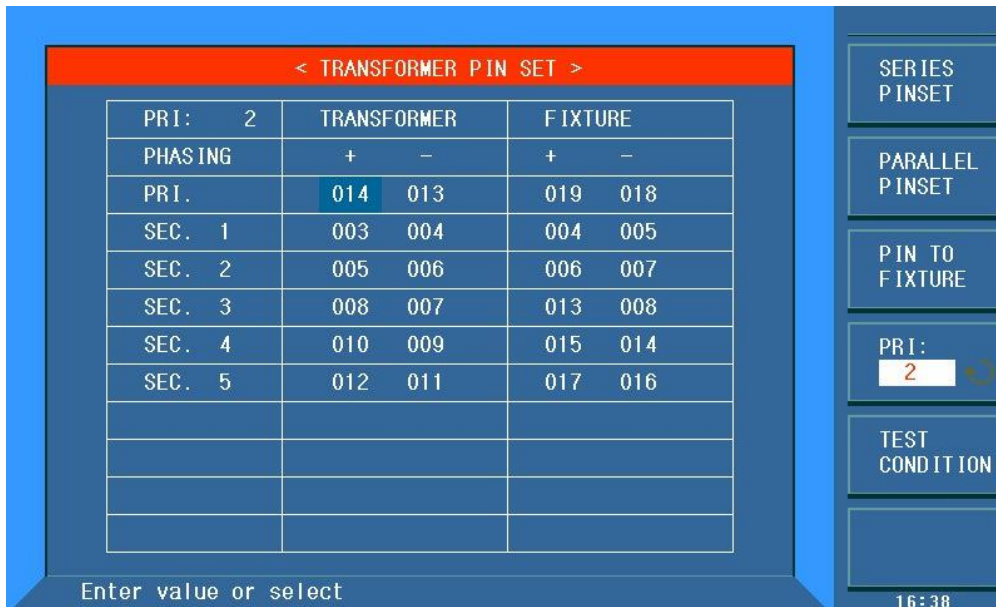 < TRANSFORMER PIN SET >
PRI: 2 TRANSFORMER FIXTURE
PHASING + − + −
PRI. 014 013 019 018
SEC. 1 003 004 004 005
SEC. 2 005 006 006 007
SEC. 3 008 007 013 008
SEC. 4 010 009 015 014
SEC. 5 012 011 017 016
Enter value or select
SERIES
PINSET
PARALLEL
PINSET
PIN TO
FIXTURE
PRI:
2
TEST
CONDITION
16:38